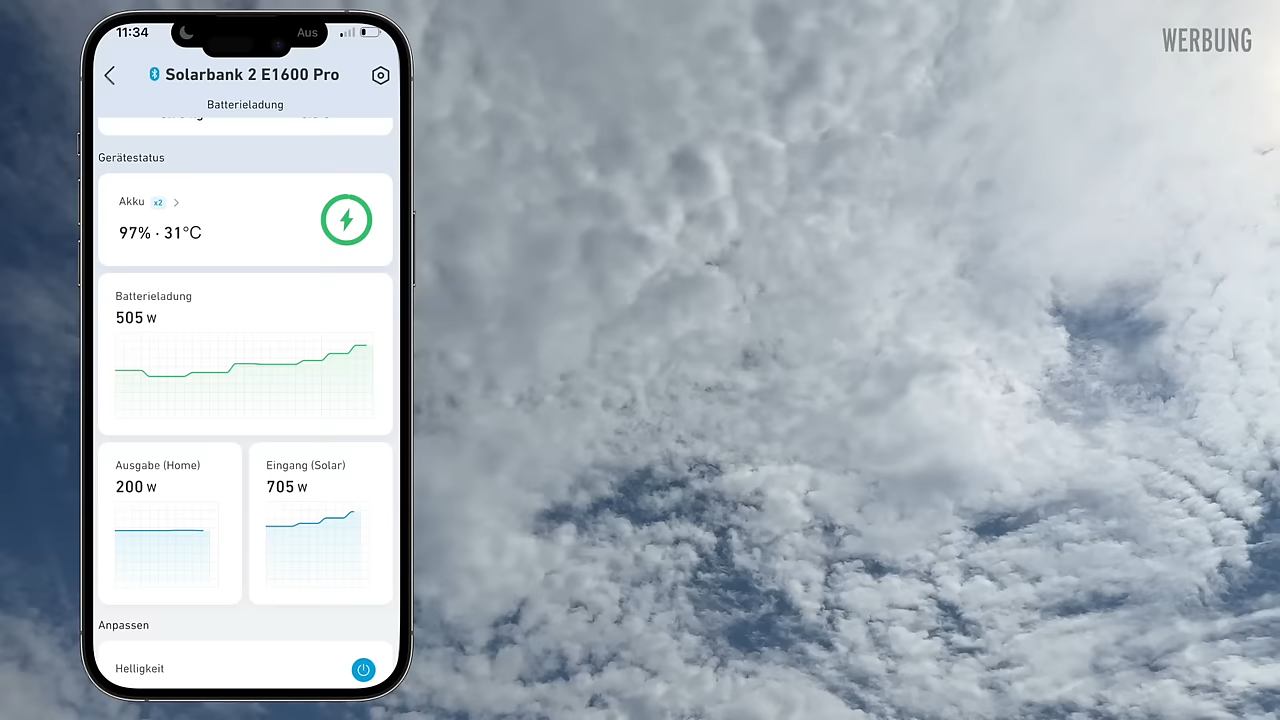 WERBUNG
11:34
Aus
Solarbank 2 E1600 Pro
Batterieladung
Gerätestatus
Akku x2
97% · 31°C
Batterieladung
505 W
Ausgabe (Home)
200 W
Eingang (Solar)
705 W
Anpassen
Helligkeit